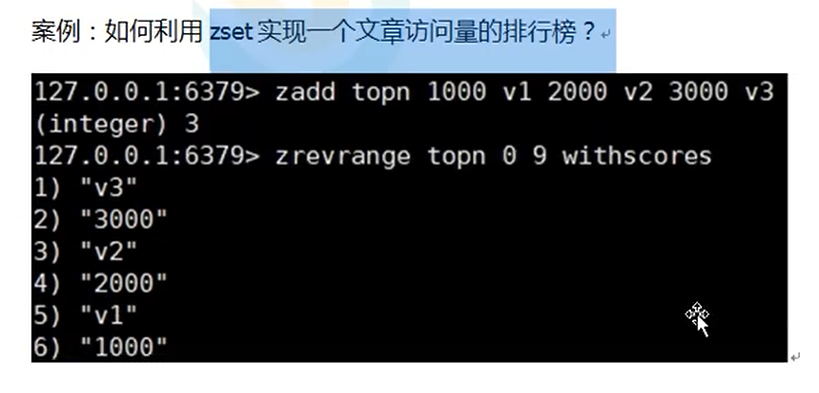 案例：如何利用 zset 实现一个文章访问量的排行榜？
127.0.0.1:6379> zadd topn 1000 v1 2000 v2 3000 v3
(integer) 3
127.0.0.1:6379> zrevrange topn 0 9 withscores
1) "v3"
2) "3000"
3) "v2"
4) "2000"
5) "v1"
6) "1000"